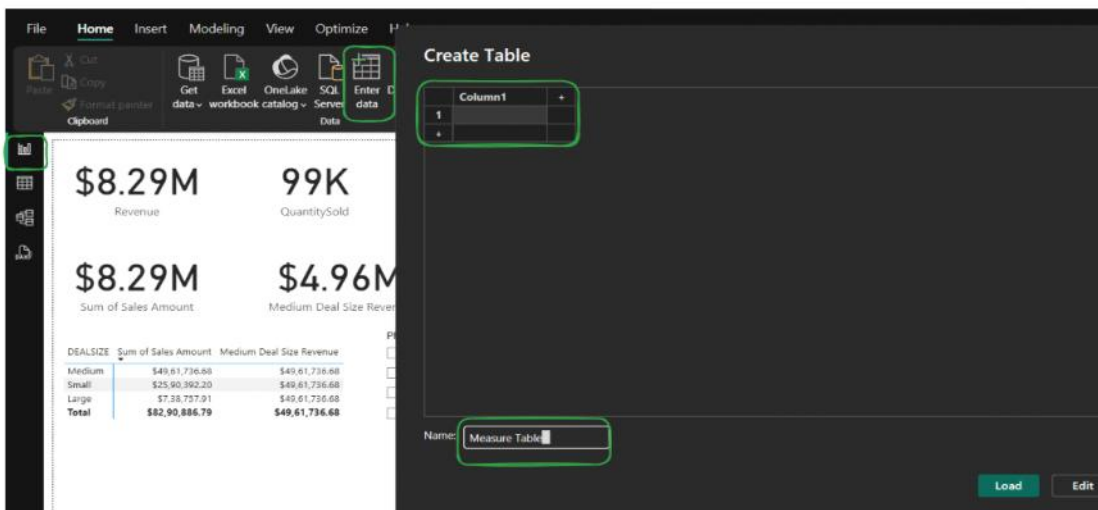 File Home Insert Modeling View Optimize
Cut
Copy
Paste
Format painter
Clipboard
Get data
Excel workbook
OneLake catalog
SQL Server
Enter data
Data
Create Table
Column1 +
1
+
$8.29M
Revenue
99K
QuantitySold
$8.29M
Sum of Sales Amount
$4.96M
Medium Deal Size Rever
DEALSIZE Sum of Sales Amount Medium Deal Size Revenue
Medium $49,61,736.68 $49,61,736.68
Small $25,90,392.20 $49,61,736.68
Large $7,38,757.91 $49,61,736.68
Total $82,90,886.79 $49,61,736.68
Name: Measure Table
Load Edit